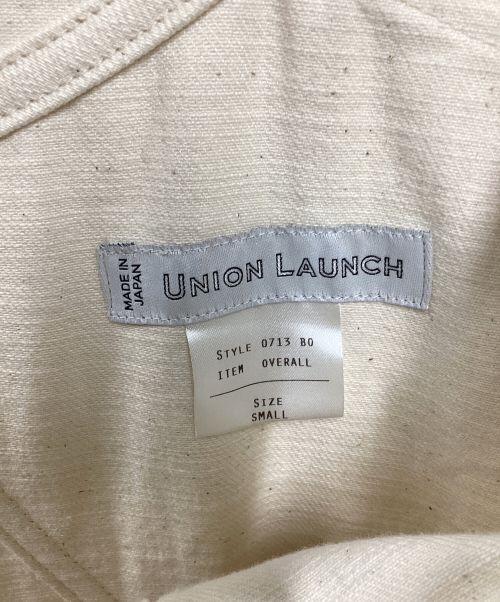 MADE IN
JAPAN
UNION LAUNCH
STYLE 0713 BO
ITEM OVERALL
SIZE
SMALL